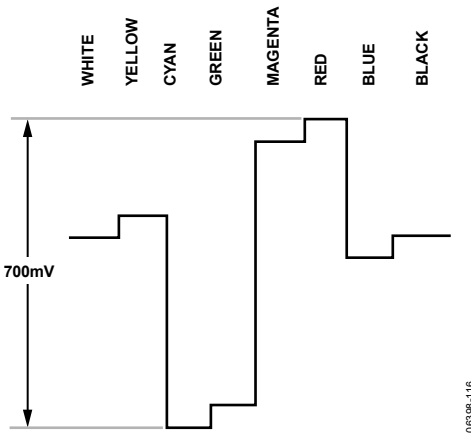 WHITE
YELLOW
CYAN
GREEN
MAGENTA
RED
BLUE
BLACK
700mV
06398-116